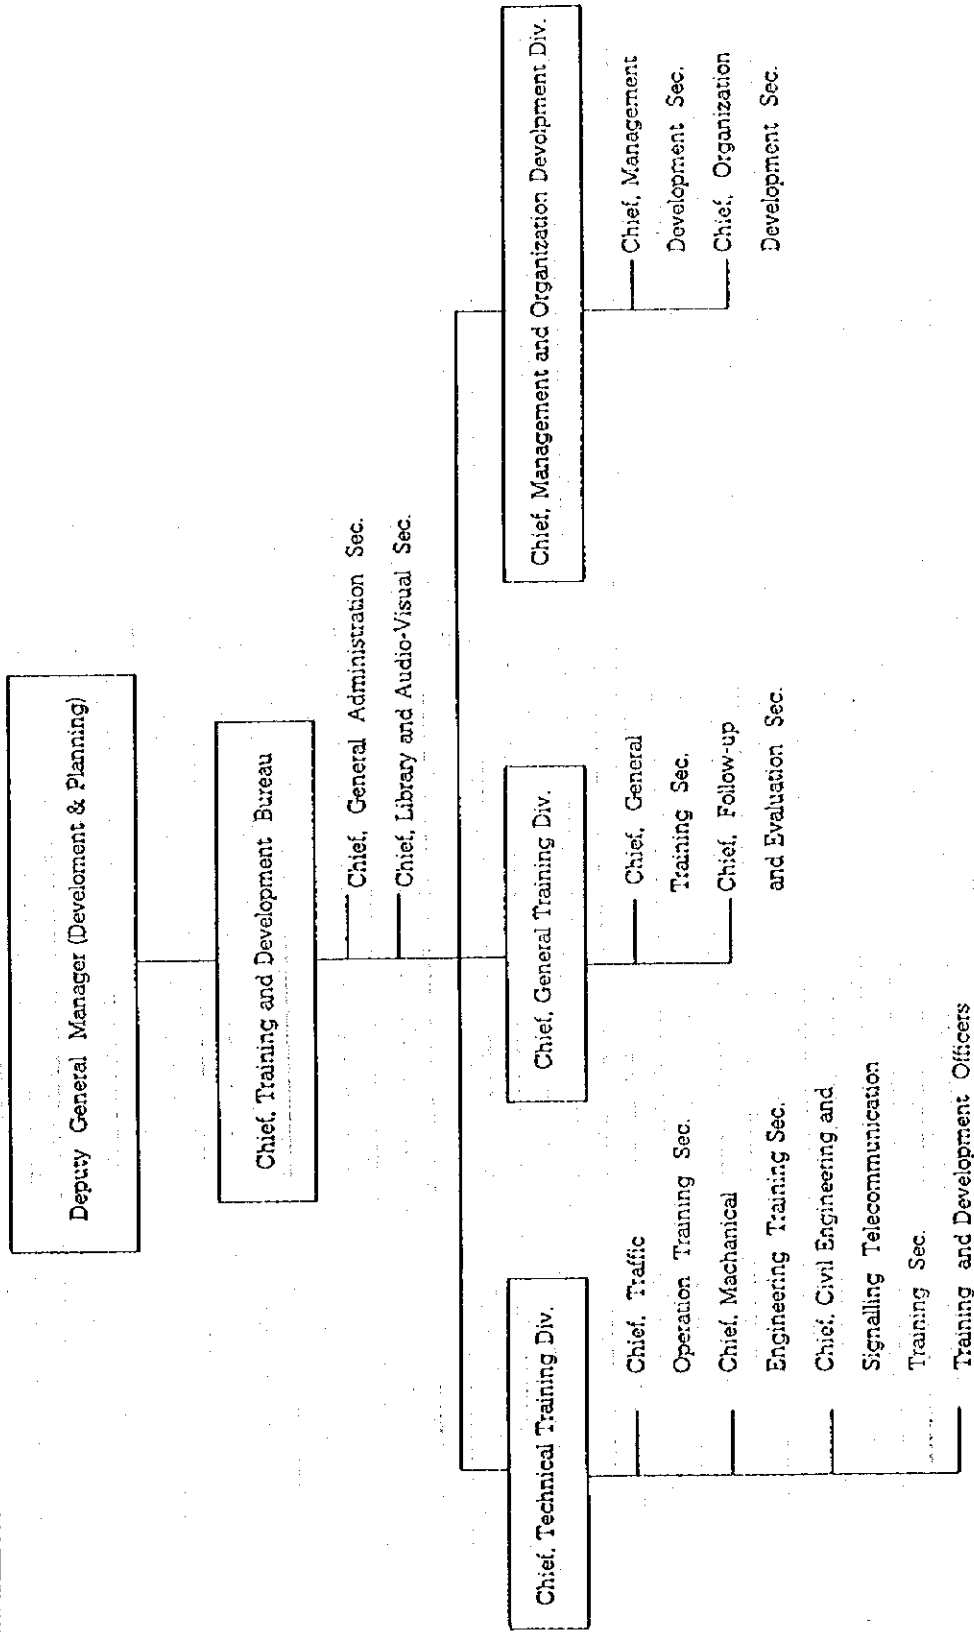 Deputy General Manager (Develoment & Planning)
Chief, Training and Development Bureau
Chief, General Administration Sec.
Chief, Library and Audio-Visual Sec.
Chief, Technical Training Div.
Chief, Traffic
Operation Training Sec.
Chief, Machanical
Engineering Training Sec.
Chief, Civil Engineering and
Signalling Telecommunication
Training Sec.
Training and Development Officers
Chief, General Training Div.
Chief, General
Training Sec.
Chief, Follow-up
and Evaluation Sec.
Chief, Management and Organization Devolpment Div.
Chief, Management
Development Sec.
Chief, Organization
Development Sec.